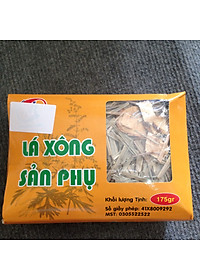 LÁ XÔNG
SẢN PHỤ
Khối lượng Tịnh: 175gr
Số giấy phép: 41X8009292
MST: 0305522522